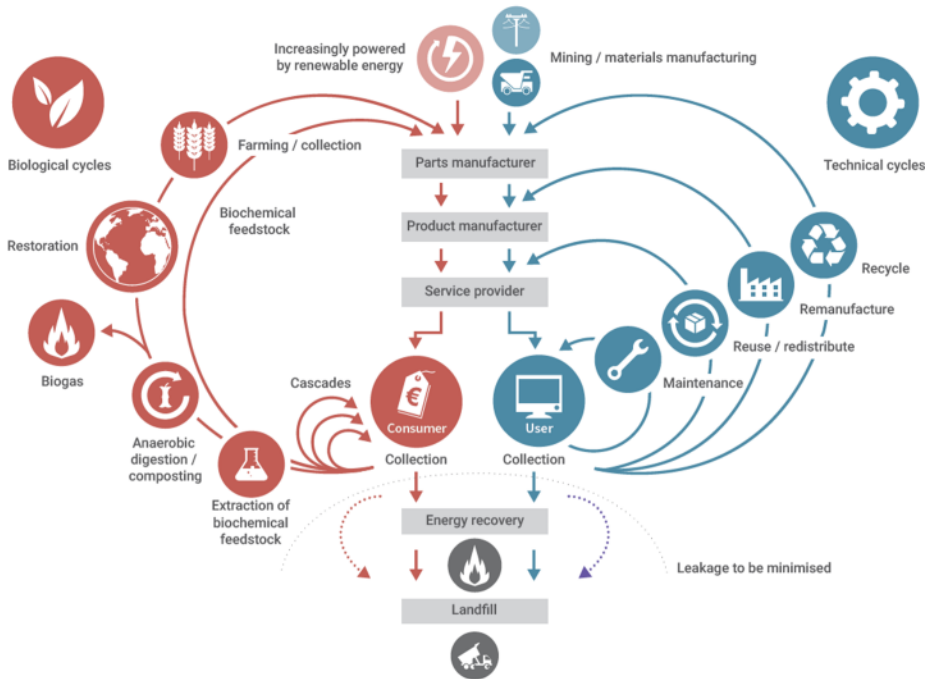 Increasingly powered
by renewable energy
Mining / materials manufacturing
Biological cycles
Technical cycles
Farming / collection
Parts manufacturer
Biochemical
feedstock
Product manufacturer
Restoration
Recycle
Service provider
Remanufacture
Biogas
Reuse / redistribute
Cascades
Maintenance
€
Consumer
User
Anaerobic
digestion /
composting
Collection
Collection
Extraction of
biochemical
feedstock
Energy recovery
Leakage to be minimised
Landfill